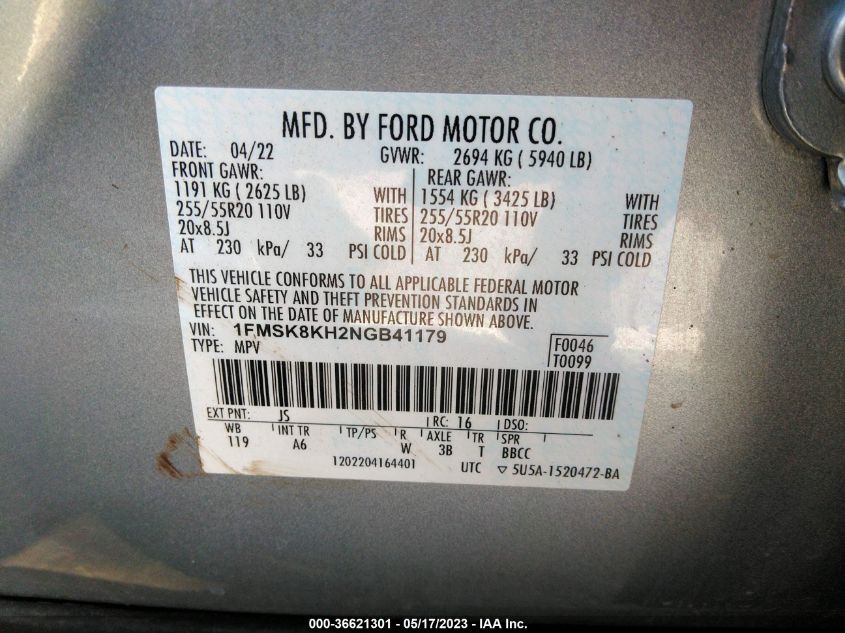 MFD. BY FORD MOTOR CO.
DATE: 04/22 GVWR: 2694 KG ( 5940 LB)
FRONT GAWR: REAR GAWR:
1191 KG ( 2625 LB) WITH 1554 KG ( 3425 LB) WITH
255/55R20 110V TIRES 255/55R20 110V TIRES
20x8.5J RIMS 20x8.5J RIMS
AT 230 kPa/ 33 PSI COLD AT 230 kPa/ 33 PSI COLD
THIS VEHICLE CONFORMS TO ALL APPLICABLE FEDERAL MOTOR
VEHICLE SAFETY AND THEFT PREVENTION STANDARDS IN
EFFECT ON THE DATE OF MANUFACTURE SHOWN ABOVE.
VIN: 1FMSK8KH2NGB41179 F0046
TYPE: MPV T0099
EXT PNT: JS RC: 16 DSO:
WB INT TR TP/PS R AXLE TR SPR
119 A6 W 3B T BBCC
1202204164401 UTC ▽ 5U5A-1520472-BA
000-36621301 — 05/17/2023 — IAA Inc.